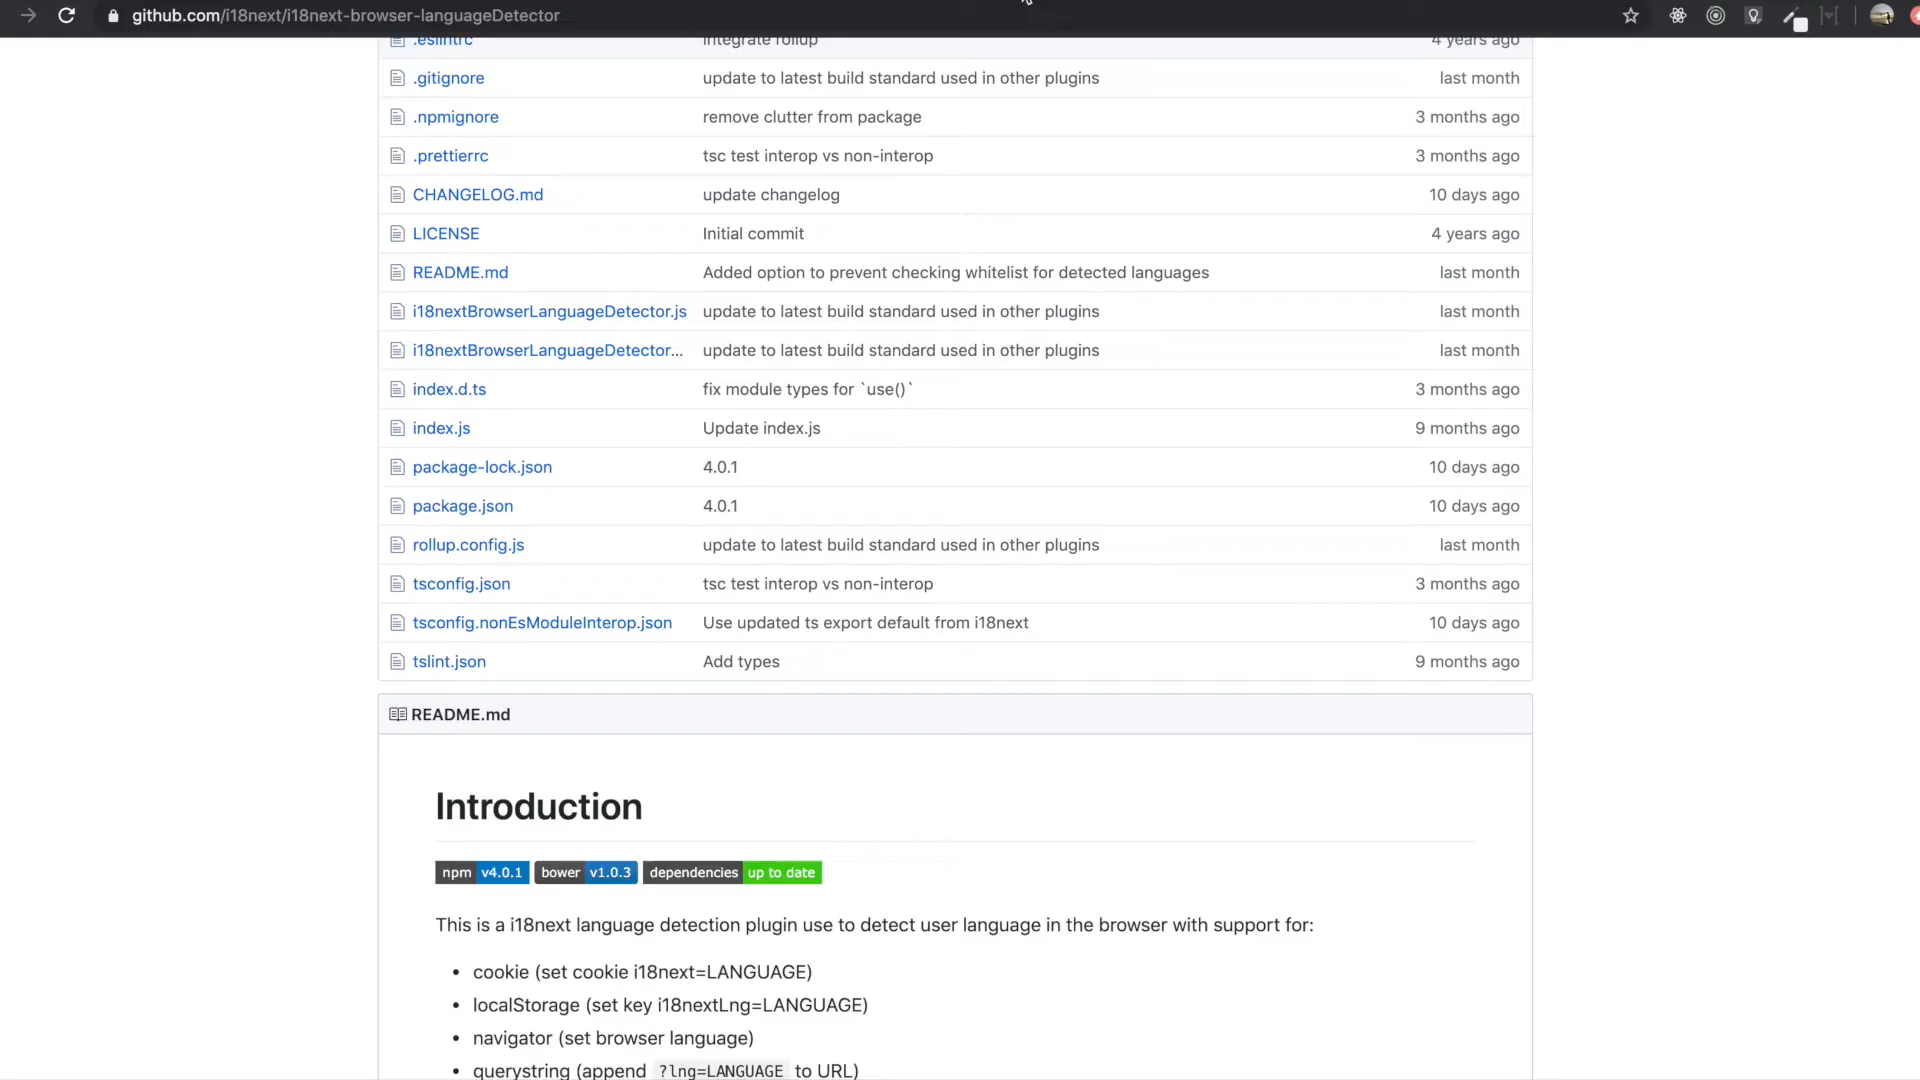 github.com/i18next/i18next-browser-languageDetector
.eslintrc integrate rollup 4 years ago
.gitignore update to latest build standard used in other plugins last month
.npmignore remove clutter from package 3 months ago
.prettierrc tsc test interop vs non-interop 3 months ago
CHANGELOG.md update changelog 10 days ago
LICENSE Initial commit 4 years ago
README.md Added option to prevent checking whitelist for detected languages last month
i18nextBrowserLanguageDetector.js update to latest build standard used in other plugins last month
i18nextBrowserLanguageDetector... update to latest build standard used in other plugins last month
index.d.ts fix module types for `use()` 3 months ago
index.js Update index.js 9 months ago
package-lock.json 4.0.1 10 days ago
package.json 4.0.1 10 days ago
rollup.config.js update to latest build standard used in other plugins last month
tsconfig.json tsc test interop vs non-interop 3 months ago
tsconfig.nonEsModuleInterop.json Use updated ts export default from i18next 10 days ago
tslint.json Add types 9 months ago
README.md
Introduction
npm v4.0.1 bower v1.0.3 dependencies up to date
This is a i18next language detection plugin use to detect user language in the browser with support for:
• cookie (set cookie i18next=LANGUAGE)
• localStorage (set key i18nextLng=LANGUAGE)
• navigator (set browser language)
• querystring (append ?lng=LANGUAGE to URL)